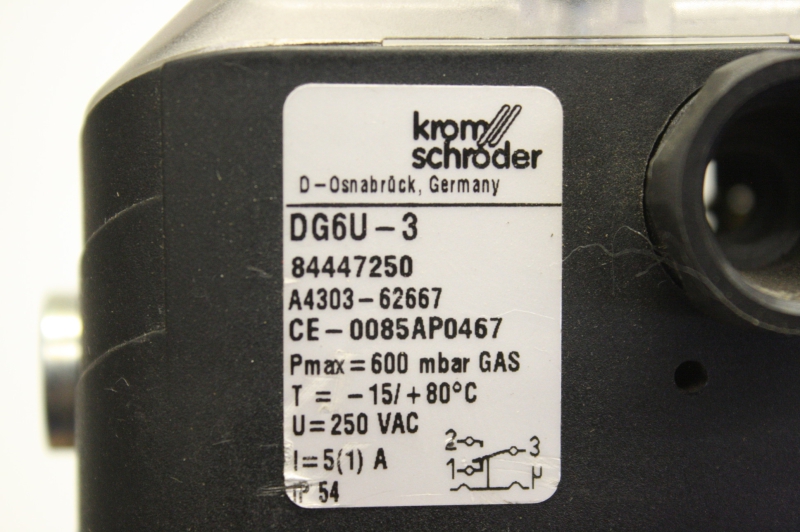 krom
schröder
D-Osnabrück, Germany
DG6U-3
84447250
A4303-62667
CE-0085AP0467
Pmax=600 mbar GAS
T = -15/+80°C
U=250 VAC
I=5(1) A
IP 54
2
3
1
p